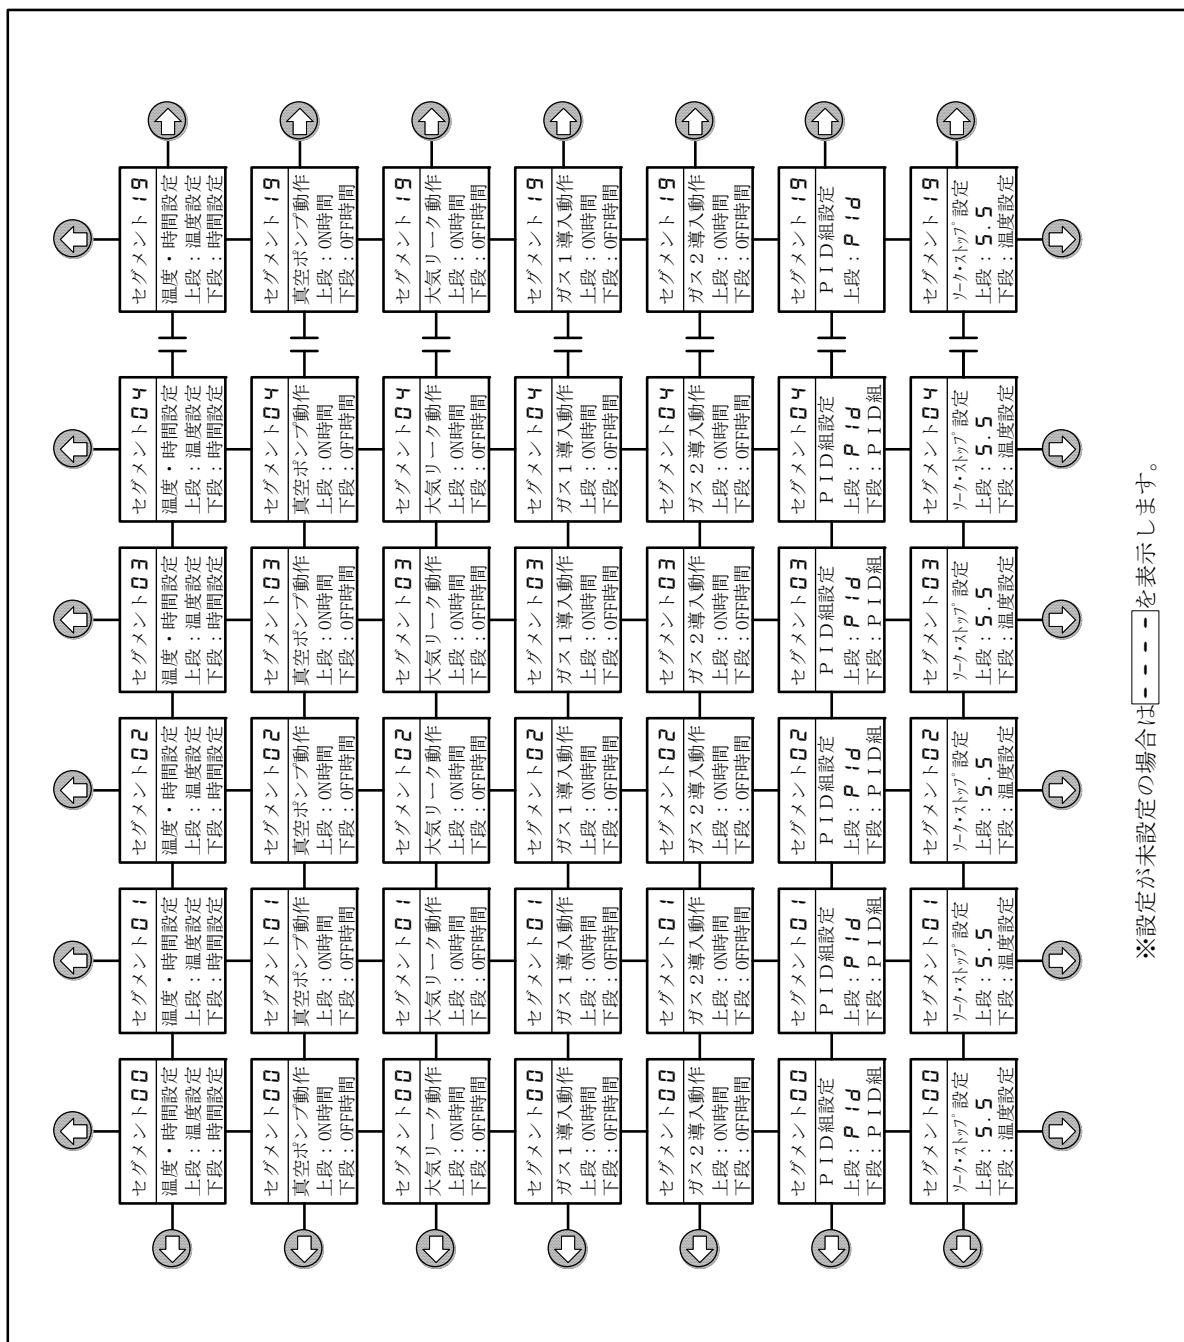 セグメント00
温度・時間設定
上段：温度設定
下段：時間設定
セグメント01
温度・時間設定
上段：温度設定
下段：時間設定
セグメント02
温度・時間設定
上段：温度設定
下段：時間設定
セグメント03
温度・時間設定
上段：温度設定
下段：時間設定
セグメント04
温度・時間設定
上段：温度設定
下段：時間設定
セグメント19
温度・時間設定
上段：温度設定
下段：時間設定
セグメント00
真空ポンプ動作
上段：ON時間
下段：OFF時間
セグメント01
真空ポンプ動作
上段：ON時間
下段：OFF時間
セグメント02
真空ポンプ動作
上段：ON時間
下段：OFF時間
セグメント03
真空ポンプ動作
上段：ON時間
下段：OFF時間
セグメント04
真空ポンプ動作
上段：ON時間
下段：OFF時間
セグメント19
真空ポンプ動作
上段：ON時間
下段：OFF時間
セグメント00
大気リーク動作
上段：ON時間
下段：OFF時間
セグメント01
大気リーク動作
上段：ON時間
下段：OFF時間
セグメント02
大気リーク動作
上段：ON時間
下段：OFF時間
セグメント03
大気リーク動作
上段：ON時間
下段：OFF時間
セグメント04
大気リーク動作
上段：ON時間
下段：OFF時間
セグメント19
大気リーク動作
上段：ON時間
下段：OFF時間
セグメント00
ガス１導入動作
上段：ON時間
下段：OFF時間
セグメント01
ガス１導入動作
上段：ON時間
下段：OFF時間
セグメント02
ガス１導入動作
上段：ON時間
下段：OFF時間
セグメント03
ガス１導入動作
上段：ON時間
下段：OFF時間
セグメント04
ガス１導入動作
上段：ON時間
下段：OFF時間
セグメント19
ガス１導入動作
上段：ON時間
下段：OFF時間
セグメント00
ガス２導入動作
上段：ON時間
下段：OFF時間
セグメント01
ガス２導入動作
上段：ON時間
下段：OFF時間
セグメント02
ガス２導入動作
上段：ON時間
下段：OFF時間
セグメント03
ガス２導入動作
上段：ON時間
下段：OFF時間
セグメント04
ガス２導入動作
上段：ON時間
下段：OFF時間
セグメント19
ガス２導入動作
上段：ON時間
下段：OFF時間
セグメント00
ＰＩＤ組設定
上段：PId
下段：ＰＩＤ組
セグメント01
ＰＩＤ組設定
上段：PId
下段：ＰＩＤ組
セグメント02
ＰＩＤ組設定
上段：PId
下段：ＰＩＤ組
セグメント03
ＰＩＤ組設定
上段：PId
下段：ＰＩＤ組
セグメント04
ＰＩＤ組設定
上段：PId
下段：ＰＩＤ組
セグメント19
ＰＩＤ組設定
上段：PId
セグメント00
ｿｰｸ・ｽﾄｯﾌﾟ設定
上段：S.S
下段：温度設定
セグメント01
ｿｰｸ・ｽﾄｯﾌﾟ設定
上段：S.S
下段：温度設定
セグメント02
ｿｰｸ・ｽﾄｯﾌﾟ設定
上段：S.S
下段：温度設定
セグメント03
ｿｰｸ・ｽﾄｯﾌﾟ設定
上段：S.S
下段：温度設定
セグメント04
ｿｰｸ・ｽﾄｯﾌﾟ設定
上段：S.S
下段：温度設定
セグメント19
ｿｰｸ・ｽﾄｯﾌﾟ設定
上段：S.S
下段：温度設定
※設定が未設定の場合は - - - - を表示します。